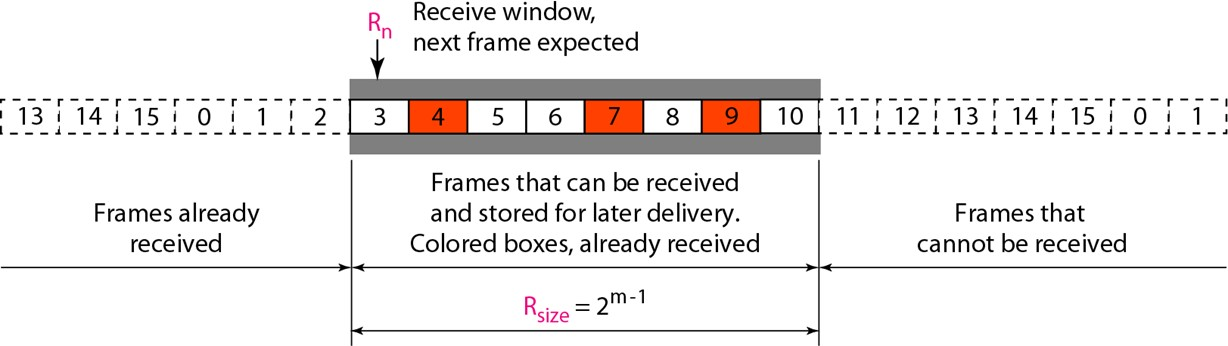 Rn
Receive window,
next frame expected
13 14 15 0 1 2 3 4 5 6 7 8 9 10 11 12 13 14 15 0 1
Frames already
received
Frames that can be received
and stored for later delivery.
Colored boxes, already received
Frames that
cannot be received
Rsize = 2^m-1